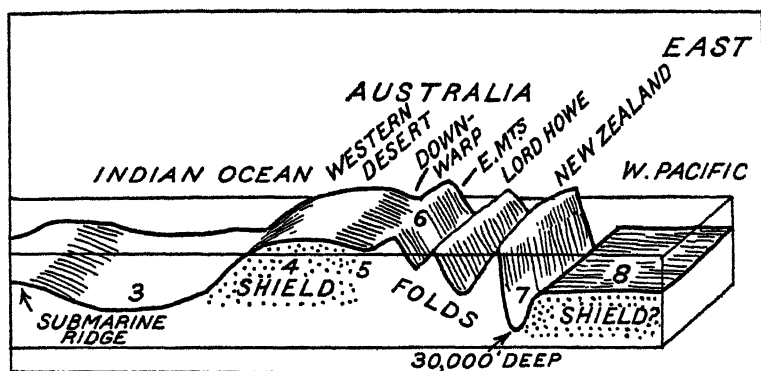 EAST
AUSTRALIA
WESTERN
DESERT
DOWN-
WARP
E. MTS.
LORD HOWE
NEW ZEALAND
INDIAN OCEAN
W. PACIFIC
6
3
4
5
7
8
SHIELD
FOLDS
SHIELD?
SUBMARINE
RIDGE
30,000' DEEP